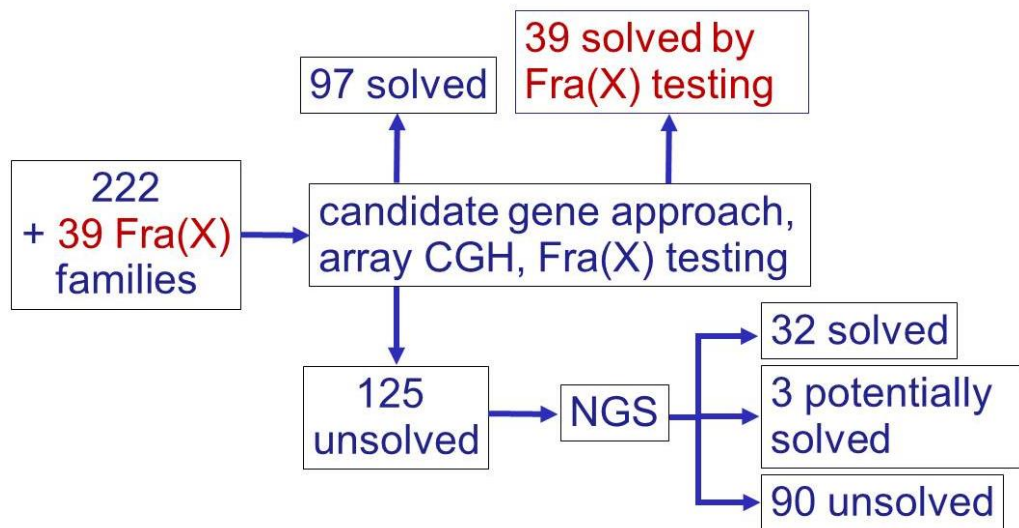 39 solved by
Fra(X) testing
97 solved
222
+ 39 Fra(X)
families
candidate gene approach,
array CGH, Fra(X) testing
125
unsolved
NGS
32 solved
3 potentially
solved
90 unsolved